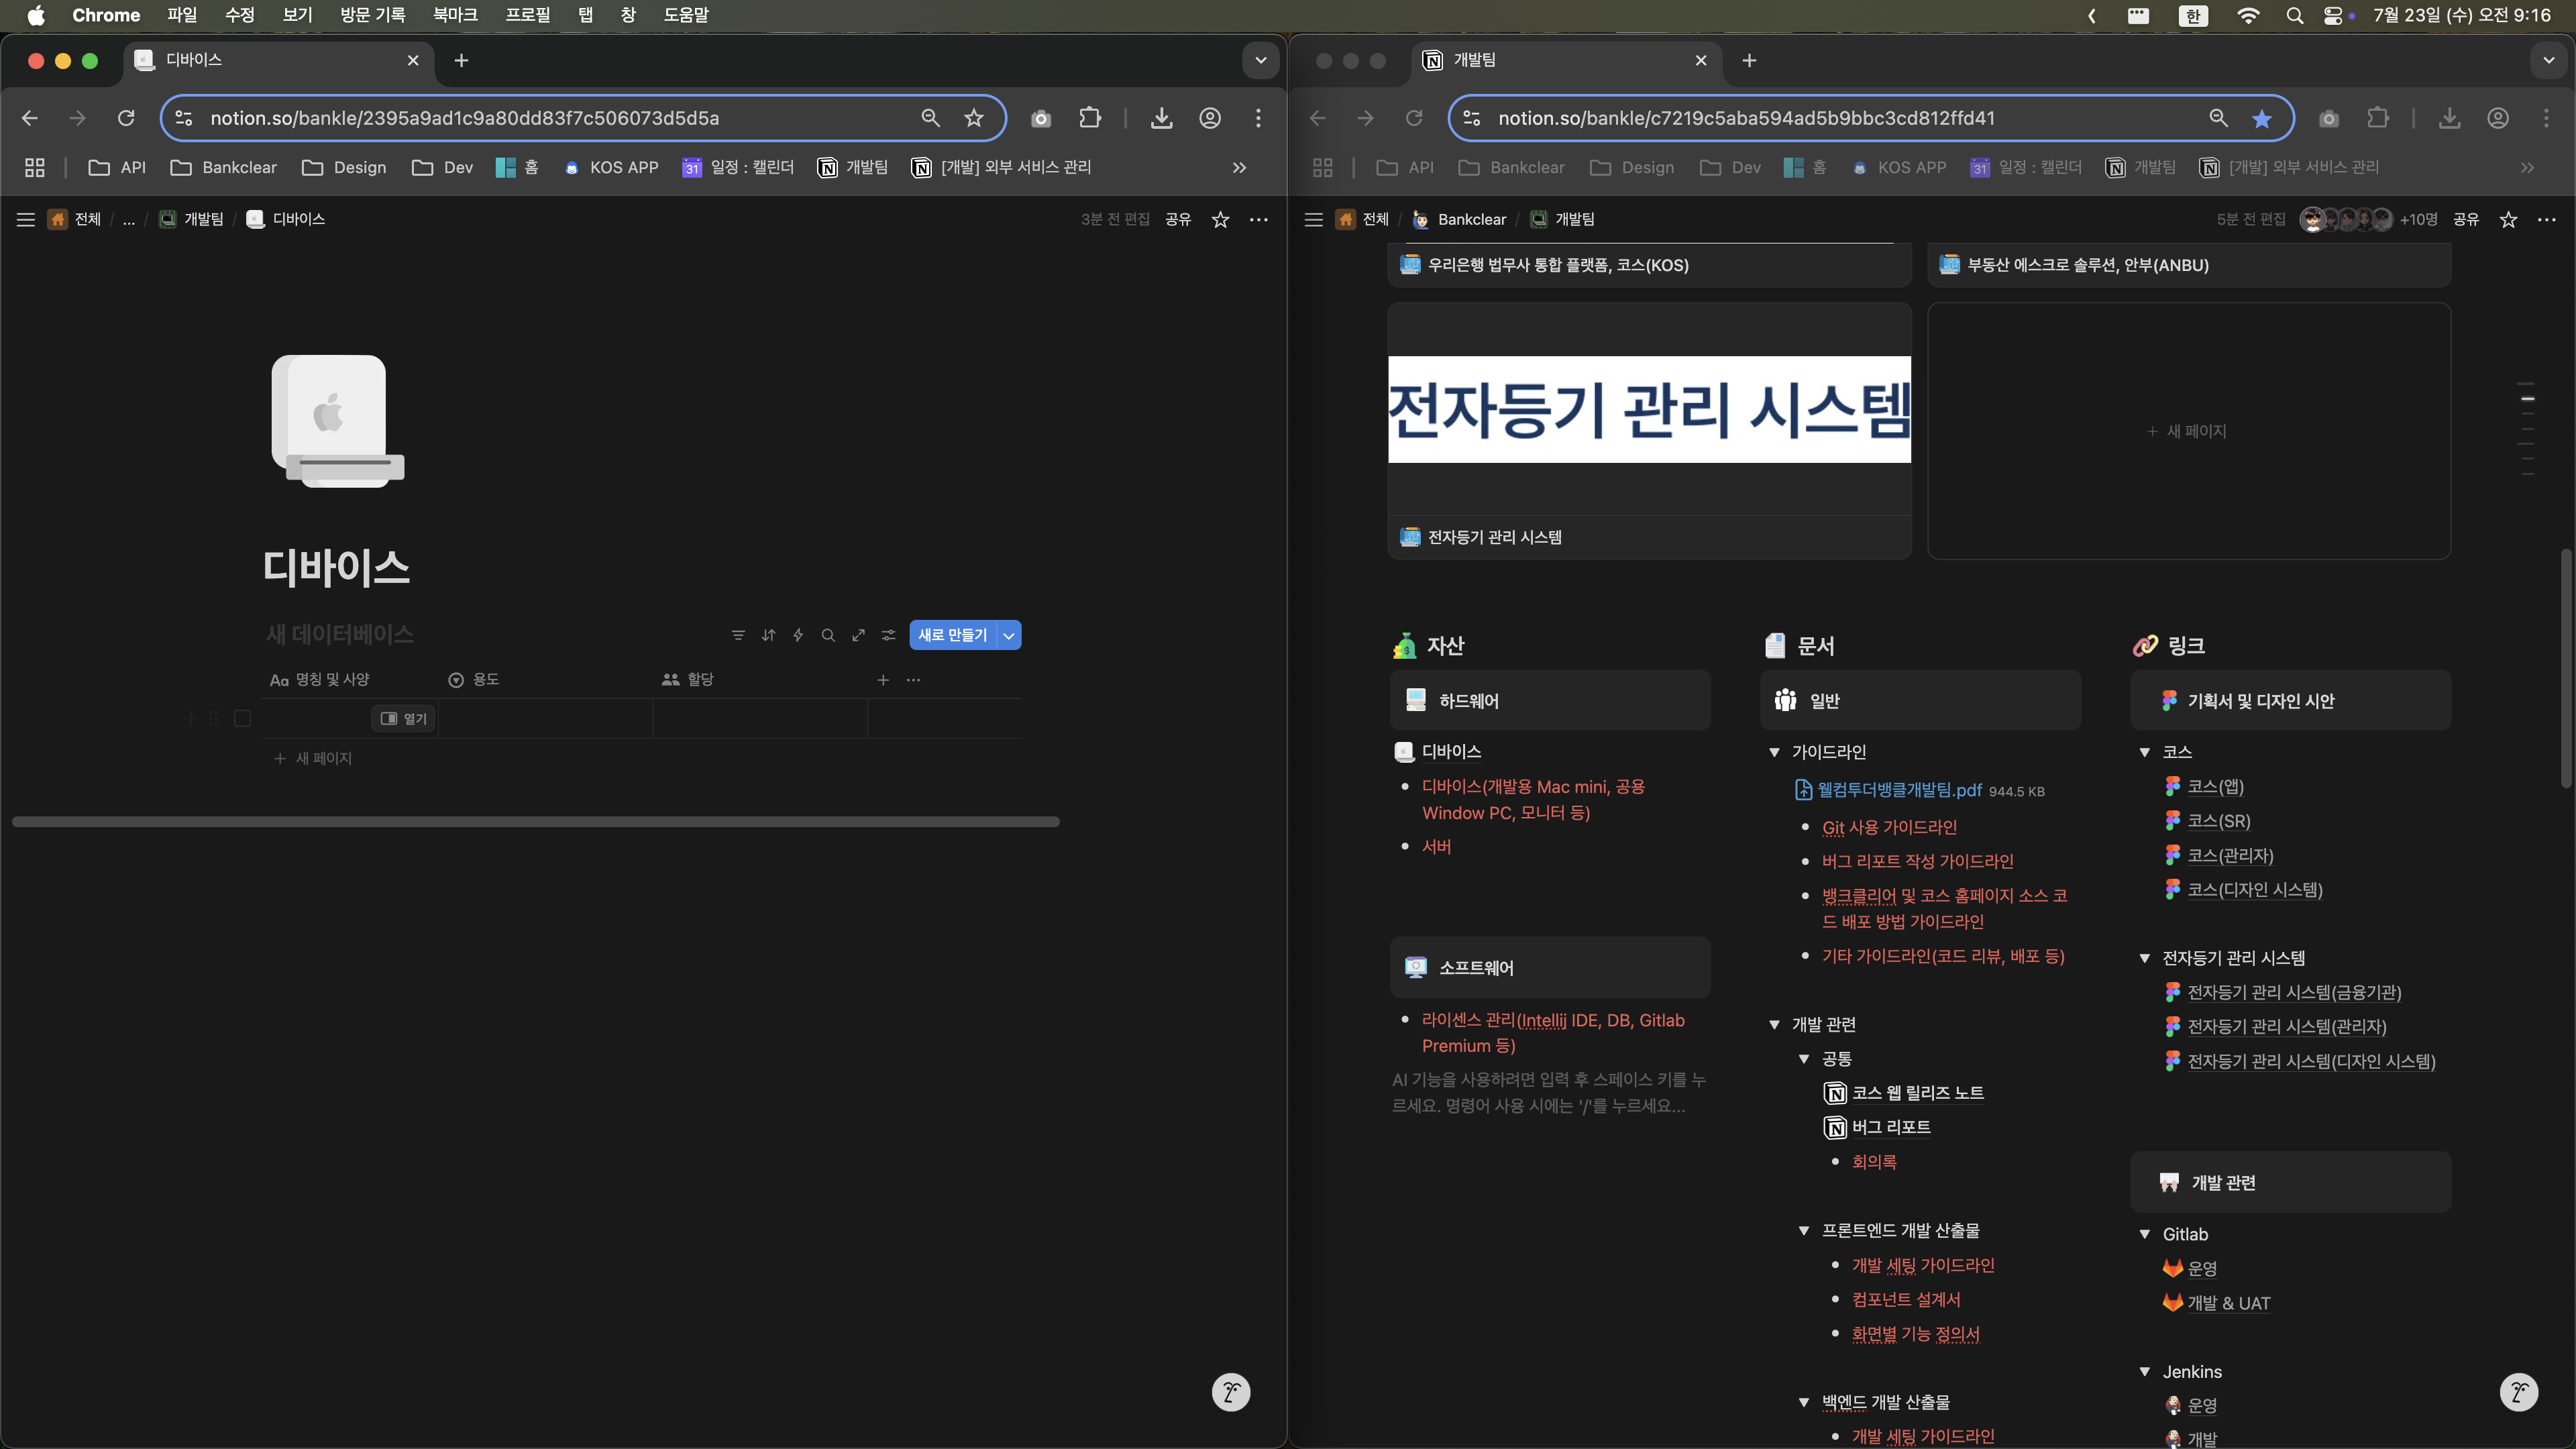 Chrome 파일 수정 보기 방문 기록 북마크 프로필 탭 창 도움말
한 7월 23일 (수) 오전 9:16
디바이스
notion.so/bankle/2395a9ad1c9a80dd83f7c506073d5d5a
API Bankclear Design Dev 홈 KOS APP 31 일정 : 캘린더 개발팀 [개발] 외부 서비스 관리
전체 / ... / 개발팀 / 디바이스
3분 전 편집 공유
디바이스
새 데이터베이스
새로 만들기
Aa 명칭 및 사양 용도 할당
열기
+ 새 페이지
개발팀
notion.so/bankle/c7219c5aba594ad5b9bbc3cd812ffd41
API Bankclear Design Dev 홈 KOS APP 31 일정 : 캘린더 개발팀 [개발] 외부 서비스 관리
전체 / Bankclear / 개발팀
5분 전 편집 +10명 공유
우리은행 법무사 통합 플랫폼, 코스(KOS)
부동산 에스크로 솔루션, 안부(ANBU)
전자등기 관리 시스템
전자등기 관리 시스템
+ 새 페이지
자산
하드웨어
디바이스
디바이스(개발용 Mac mini, 공용
Window PC, 모니터 등)
서버
소프트웨어
라이센스 관리(Intellij IDE, DB, Gitlab
Premium 등)
AI 기능을 사용하려면 입력 후 스페이스 키를 누
르세요. 명령어 사용 시에는 '/'를 누르세요...
문서
일반
가이드라인
웰컴투더뱅클개발팀.pdf 944.5 KB
Git 사용 가이드라인
버그 리포트 작성 가이드라인
뱅크클리어 및 코스 홈페이지 소스 코
드 배포 방법 가이드라인
기타 가이드라인(코드 리뷰, 배포 등)
개발 관련
공통
코스 웹 릴리즈 노트
버그 리포트
회의록
프론트엔드 개발 산출물
개발 세팅 가이드라인
컴포넌트 설계서
화면별 기능 정의서
백엔드 개발 산출물
개발 세팅 가이드라인
링크
기획서 및 디자인 시안
코스
코스(앱)
코스(SR)
코스(관리자)
코스(디자인 시스템)
전자등기 관리 시스템
전자등기 관리 시스템(금융기관)
전자등기 관리 시스템(관리자)
전자등기 관리 시스템(디자인 시스템)
개발 관련
Gitlab
운영
개발 & UAT
Jenkins
운영
개발